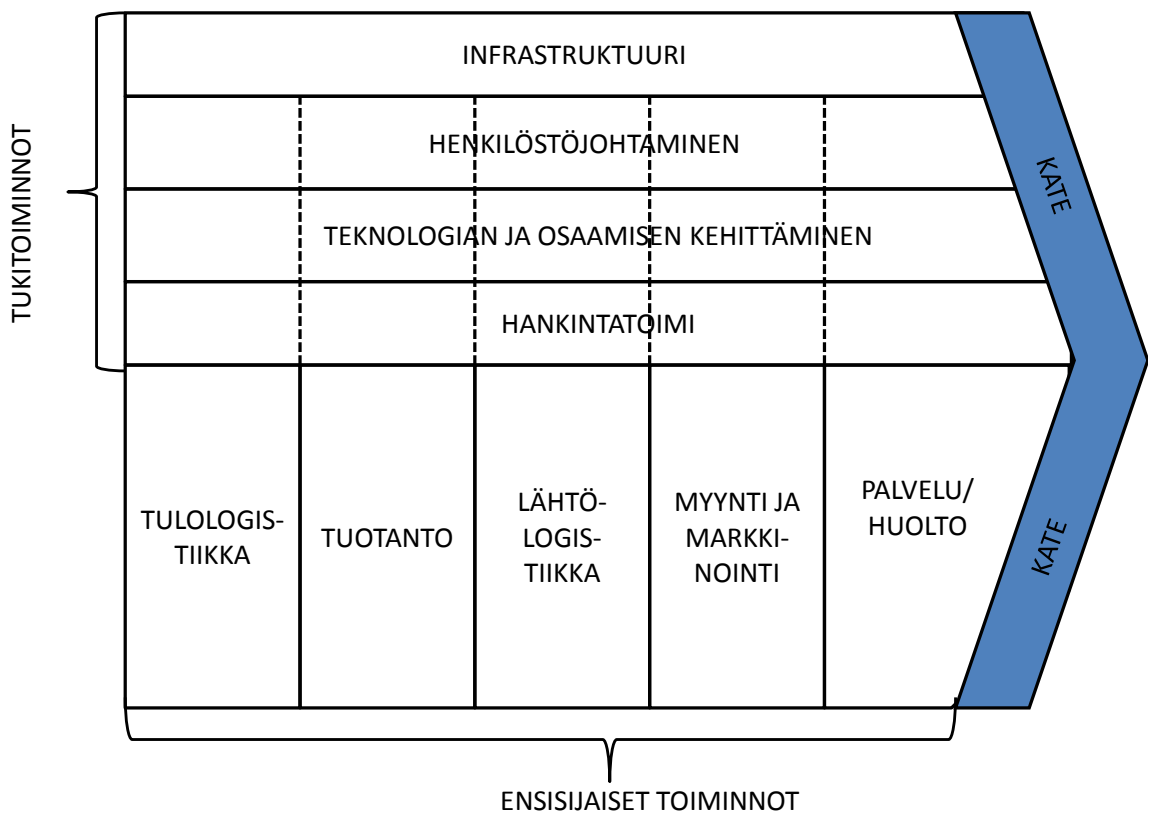 TUKITOIMINNOT
INFRASTRUKTUURI
HENKILÖSTÖJOHTAMINEN
TEKNOLOGIAN JA OSAAMISEN KEHITTÄMINEN
HANKINTATOIMI
KATE
TULOLOGIS-
TIIKKA
TUOTANTO
LÄHTÖ-
LOGIS-
TIIKKA
MYYNTI JA
MARKKI-
NOINTI
PALVELU/
HUOLTO
KATE
ENSISIJAISET TOIMINNOT